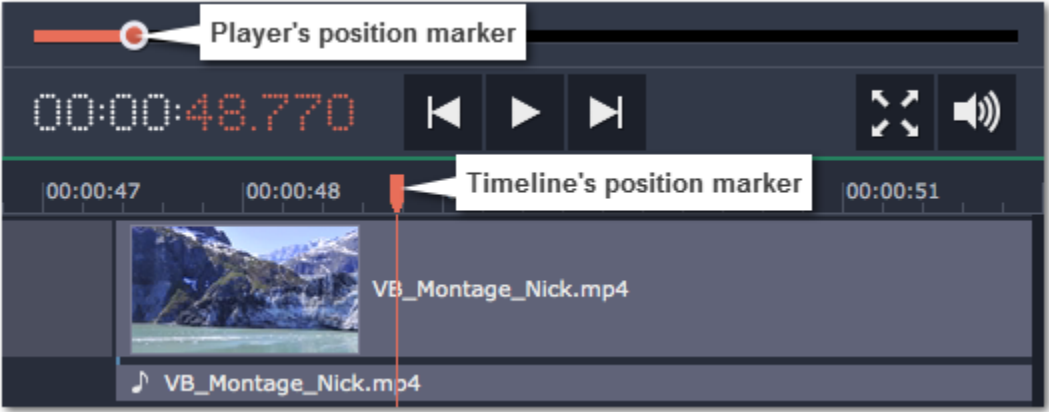 Player's position marker
00:00:48.770
Timeline's position marker
00:00:47 00:00:48 00:00:51
VB_Montage_Nick.mp4
VB_Montage_Nick.mp4